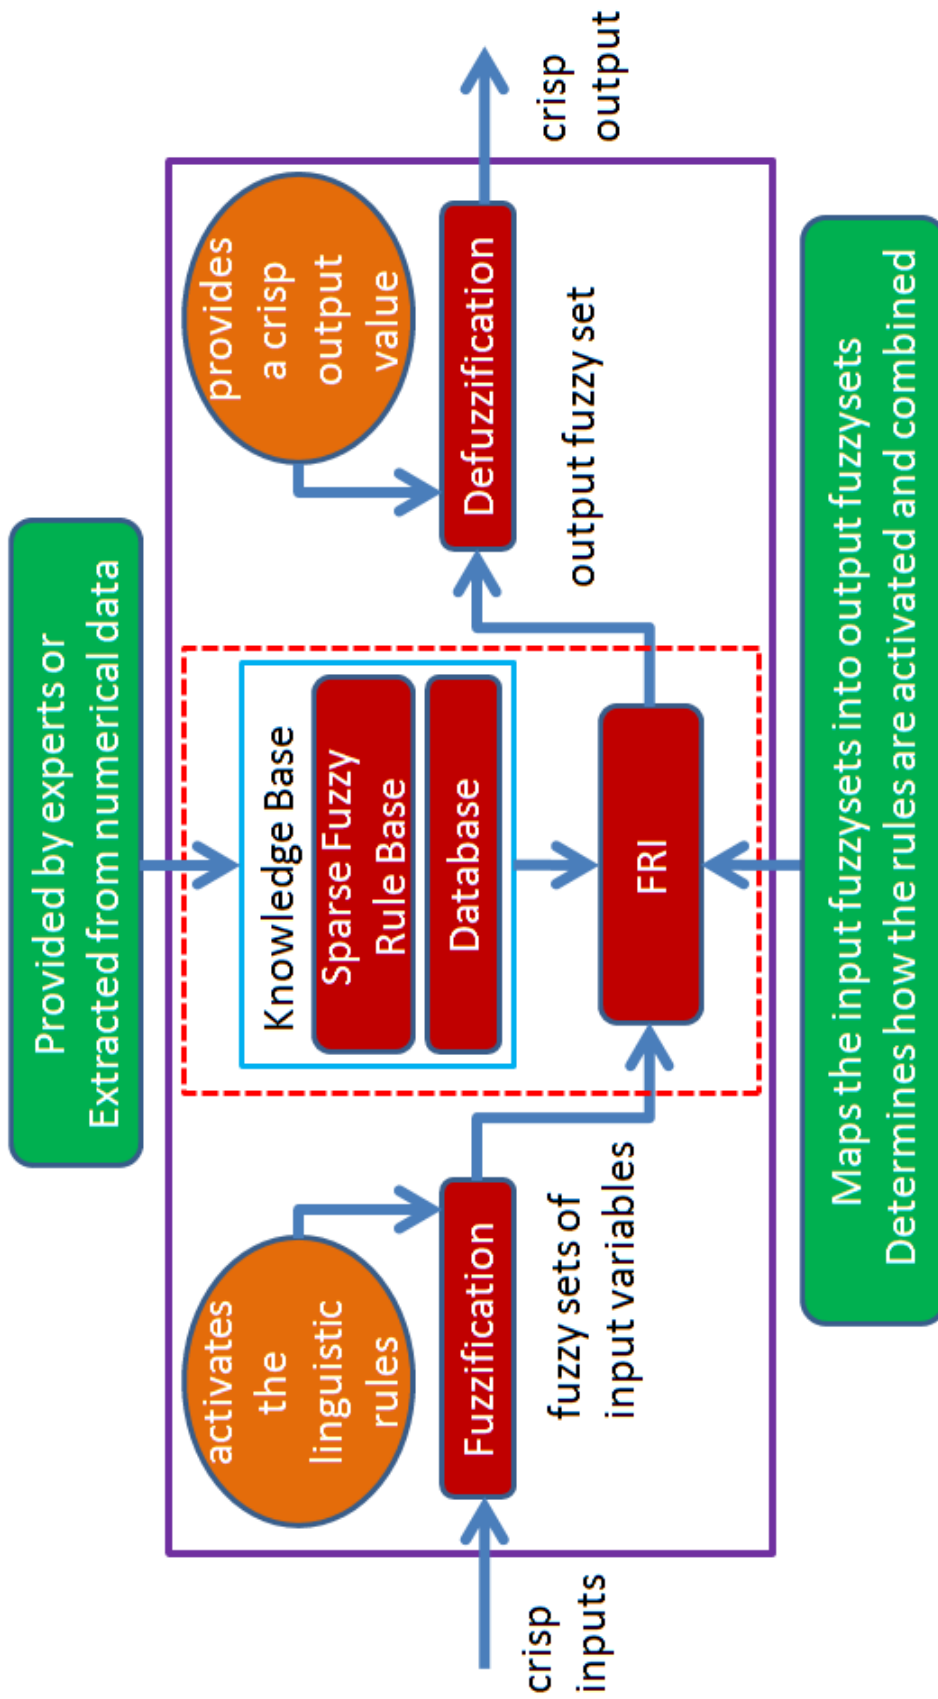 Provided by experts or
Extracted from numerical data
activates
the
linguistic
rules
Knowledge Base
Sparse Fuzzy
Rule Base
Database
provides
a crisp
output
value
crisp
inputs
Fuzzification
fuzzy sets of
input variables
FRI
Defuzzification
output fuzzy set
crisp
output
Maps the input fuzzysets into output fuzzysets
Determines how the rules are activated and combined